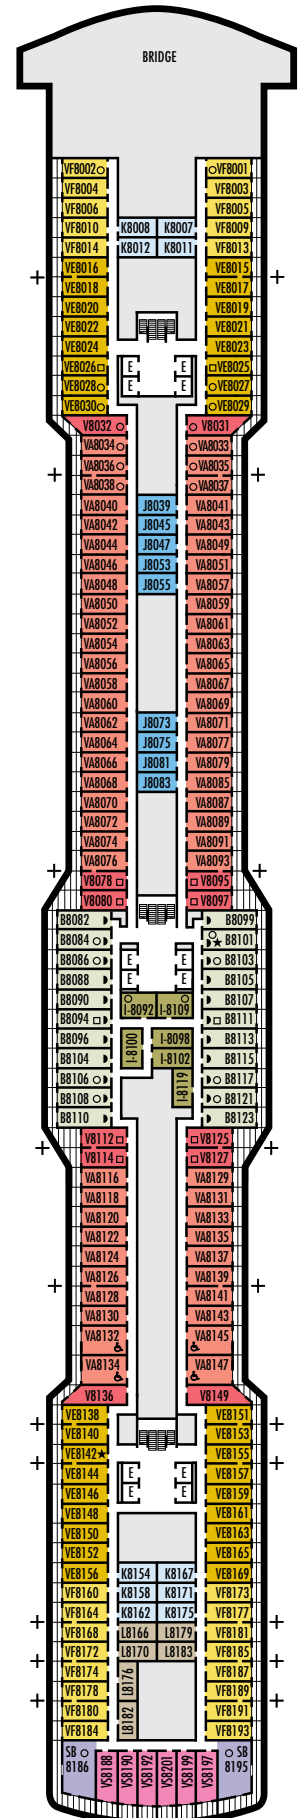 BRIDGE
VF8002 VF8001
VF8004 VF8003
VF8006 VF8005
VF8010 K8008 K8007 VF8009
VF8014 K8012 K8011 VF8013
VE8016 VE8015
VE8018 VE8017
VE8020 VE8019
VE8022 VE8021
VE8024 VE8023
VE8026 E E VE8025
VE8028 E E VE8027
VE8030 VE8029
V8032 V8031
VA8034 VA8033
VA8036 VA8035
VA8038 VA8037
VA8040 J8039 VA8041
VA8042 J8045 VA8043
VA8044 J8047 VA8049
VA8046 J8053 VA8051
VA8048 J8055 VA8057
VA8050 VA8059
VA8052 VA8061
VA8054 VA8063
VA8056 VA8065
VA8058 VA8067
VA8060 VA8069
VA8062 J8073 VA8071
VA8064 J8075 VA8077
VA8066 J8081 VA8079
VA8068 J8083 VA8085
VA8070 VA8087
VA8072 VA8089
VA8074 VA8091
VA8076 VA8093
V8078 V8095
V8080 V8097
B8082 B8099
B8084 B8101
B8086 E E B8103
B8088 E E B8105
B8090 I-8092 I-8109 B8107
B8094 B8111
B8096 I-8100 I-8098 B8113
B8104 I-8102 B8115
B8106 I-8119 B8117
B8108 B8121
B8110 B8123
V8112 V8125
V8114 V8127
VA8116 VA8129
VA8118 VA8131
VA8120 VA8133
VA8122 VA8135
VA8124 VA8137
VA8126 VA8139
VA8128 VA8141
VA8130 VA8143
VA8132 VA8145
VA8134 VA8147
V8136 V8149
VE8138 VE8151
VE8140 VE8153
VE8142 VE8155
VE8144 E E VE8157
VE8146 E E VE8159
VE8148 VE8161
VE8150 VE8163
VE8152 VE8165
VE8156 K8154 K8167 VE8169
VF8160 K8158 K8171 VF8173
VF8164 K8162 K8175 VF8177
VF8168 L8166 L8179 VF8181
VF8172 L8170 L8183 VF8185
VF8174 L8176 VF8187
VF8178 VF8189
VF8180 L8182 VF8191
VF8184 VF8193
SB SB
8186 VS8188 VS8190 VS8192 VS8201 VS8199 VS8197 8195